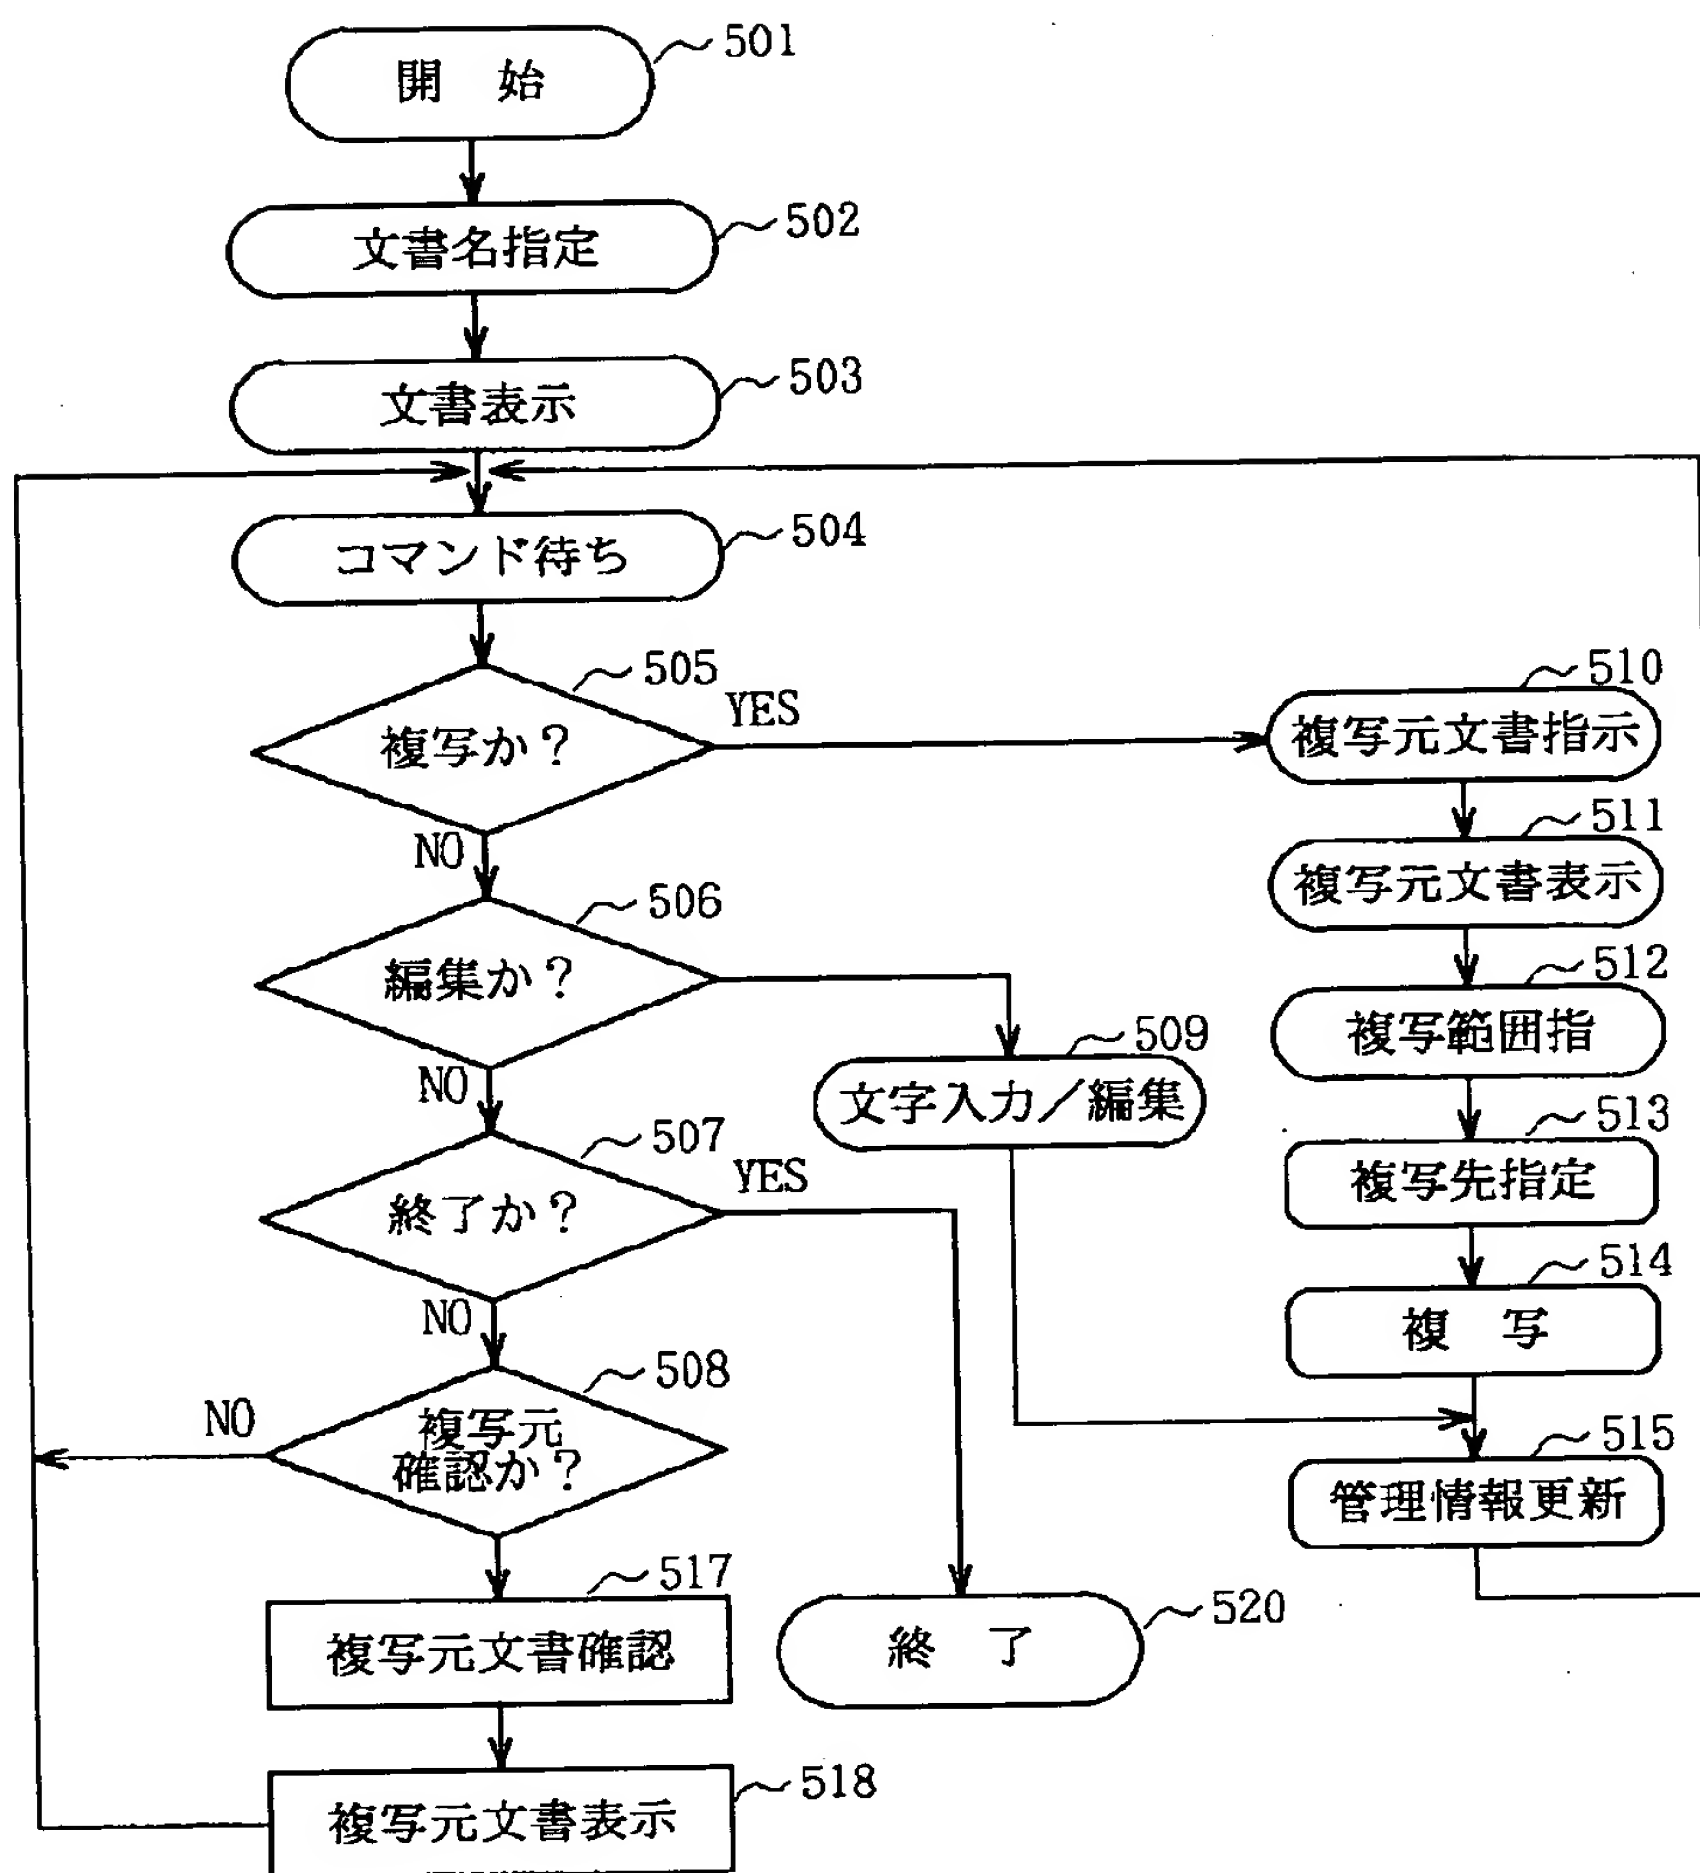 開 始
501
文書名指定
502
文書表示
503
コマンド待ち
504
複写か?
505
YES
NO
編集か?
506
NO
終了か?
507
YES
NO
複写元
確認か?
508
NO
文字入力/編集
509
複写元文書指示
510
複写元文書表示
511
複写範囲指
512
複写先指定
513
複 写
514
管理情報更新
515
複写元文書確認
517
複写元文書表示
518
終 了
520